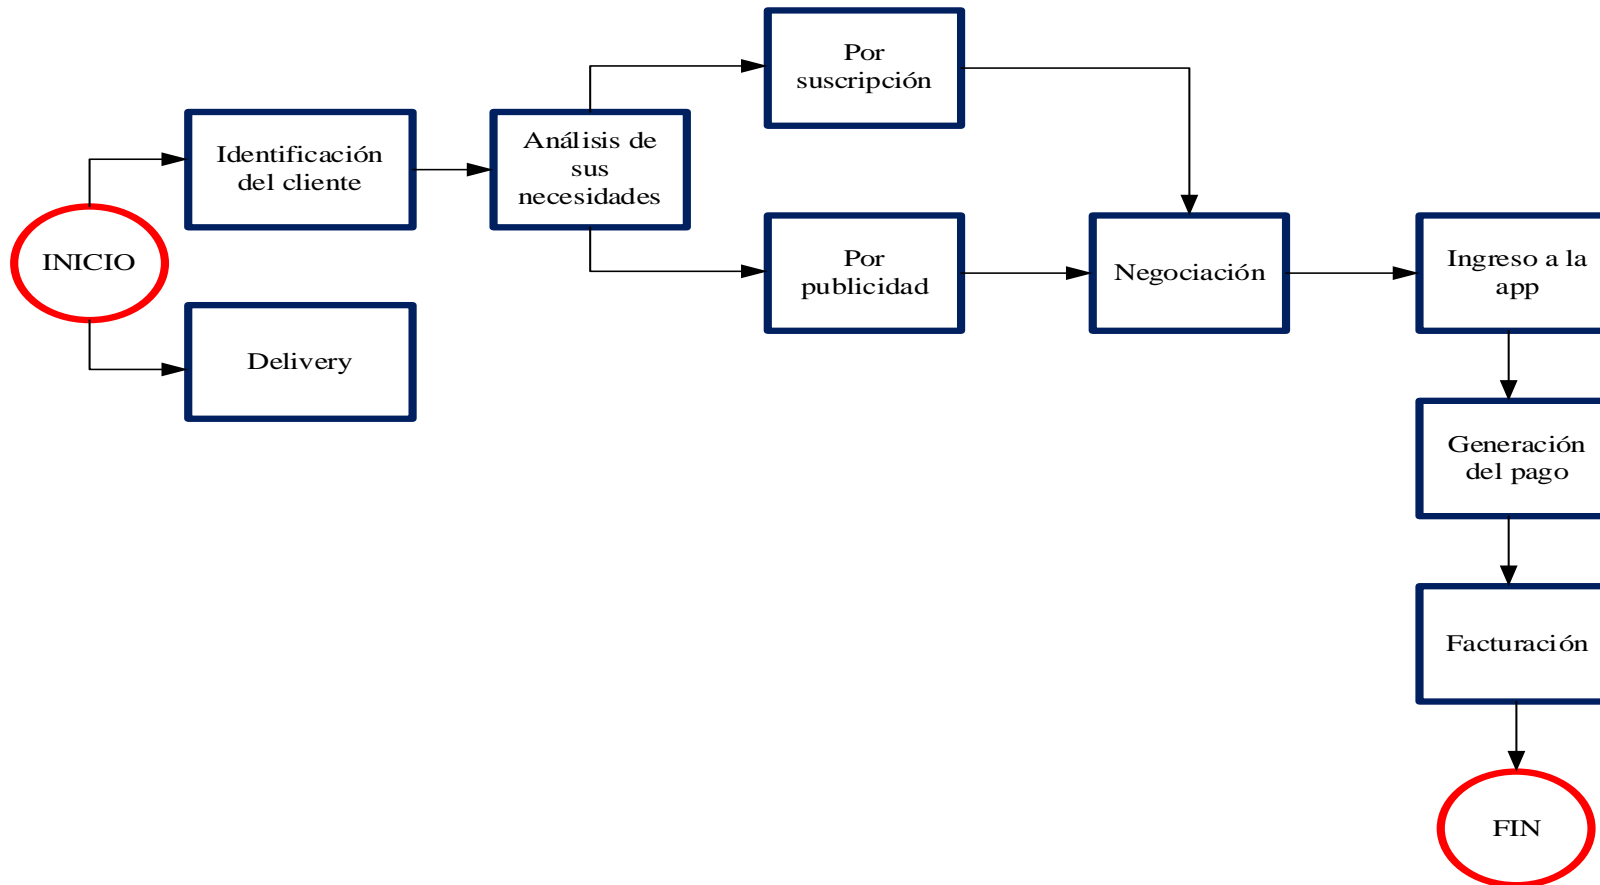 Por
suscripción
Identificación
del cliente
Análisis de
sus
necesidades
INICIO
Por
publicidad
Negociación
Ingreso a la
app
Delivery
Generación
del pago
Facturación
FIN